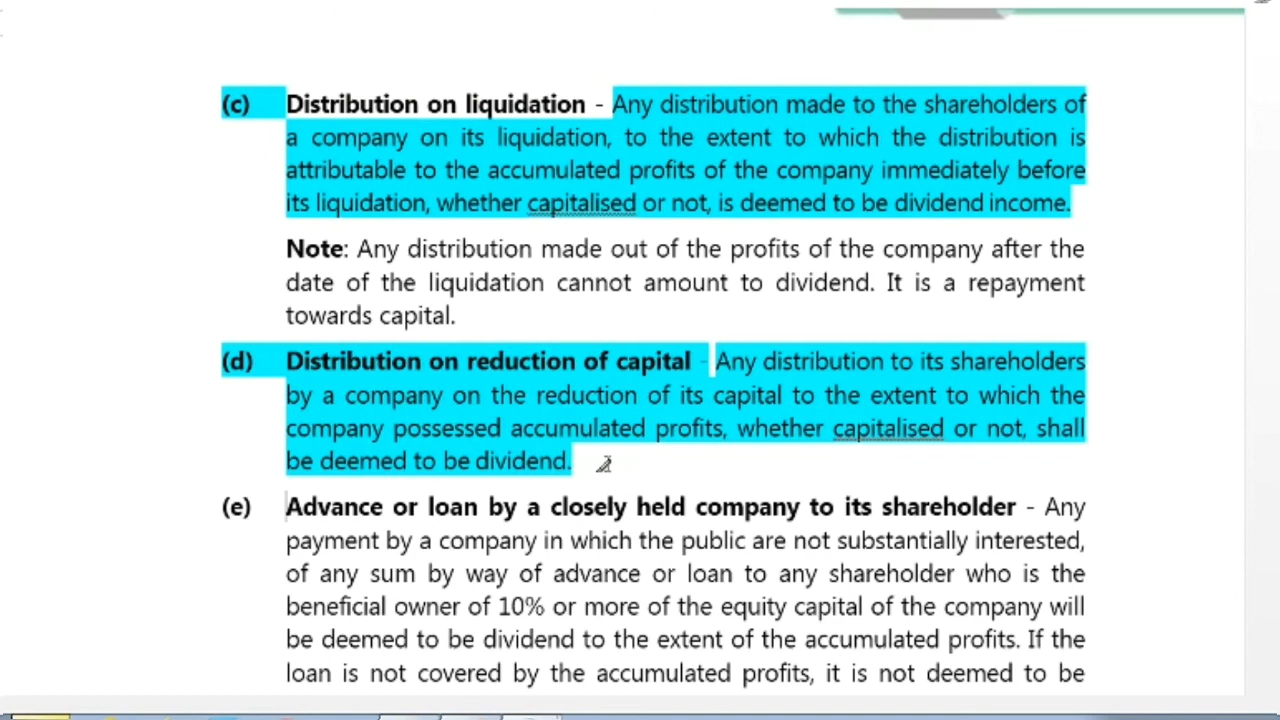 (c) Distribution on liquidation - Any distribution made to the shareholders of
a company on its liquidation, to the extent to which the distribution is
attributable to the accumulated profits of the company immediately before
its liquidation, whether capitalised or not, is deemed to be dividend income.
Note: Any distribution made out of the profits of the company after the
date of the liquidation cannot amount to dividend. It is a repayment
towards capital.
(d) Distribution on reduction of capital - Any distribution to its shareholders
by a company on the reduction of its capital to the extent to which the
company possessed accumulated profits, whether capitalised or not, shall
be deemed to be dividend.
(e) Advance or loan by a closely held company to its shareholder - Any
payment by a company in which the public are not substantially interested,
of any sum by way of advance or loan to any shareholder who is the
beneficial owner of 10% or more of the equity capital of the company will
be deemed to be dividend to the extent of the accumulated profits. If the
loan is not covered by the accumulated profits, it is not deemed to be